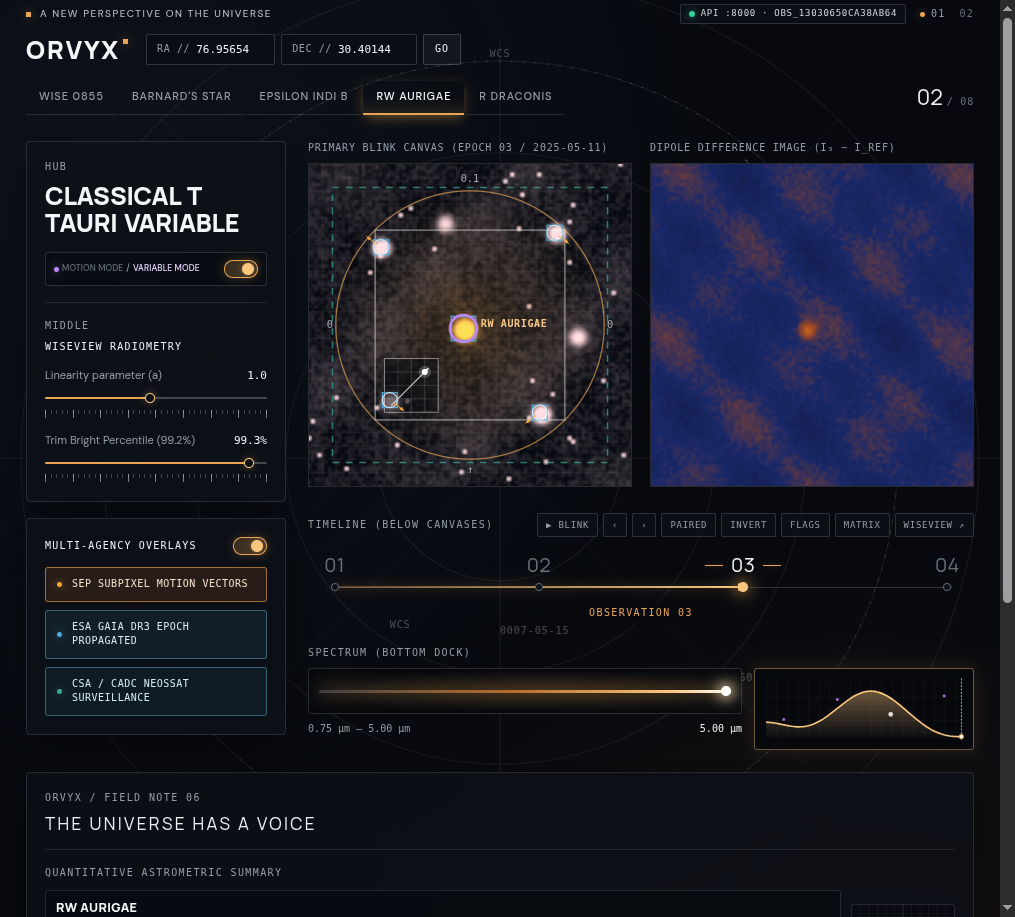 A NEW PERSPECTIVE ON THE UNIVERSE
API :8000 · OBS_13030650CA38AB64
01 02
ORVYX
RA // 76.95654
DEC // 30.40144
GO
WCS
WISE 0855
BARNARD'S STAR
EPSILON INDI B
RW AURIGAE
R DRACONIS
02 / 08
HUB
CLASSICAL T
TAURI VARIABLE
MOTION MODE / VARIABLE MODE
MIDDLE
WISEVIEW RADIOMETRY
Linearity parameter (a) 1.0
Trim Bright Percentile (99.2%) 99.3%
MULTI-AGENCY OVERLAYS
SEP SUBPIXEL MOTION VECTORS
ESA GAIA DR3 EPOCH
PROPAGATED
CSA / CADC NEOSSAT
SURVEILLANCE
PRIMARY BLINK CANVAS (EPOCH 03 / 2025-05-11)
0.1
0
RW AURIGAE
0
↑
DIPOLE DIFFERENCE IMAGE (I₅ − I_REF)
TIMELINE (BELOW CANVASES)
▶ BLINK
‹
›
PAIRED
INVERT
FLAGS
MATRIX
WISEVIEW ↗
01
02
03
04
OBSERVATION 03
WCS
0007-05-15
SPECTRUM (BOTTOM DOCK)
0.75 µm — 5.00 µm
5.00 µm
ORVYX / FIELD NOTE 06
THE UNIVERSE HAS A VOICE
QUANTITATIVE ASTROMETRIC SUMMARY
RW AURIGAE